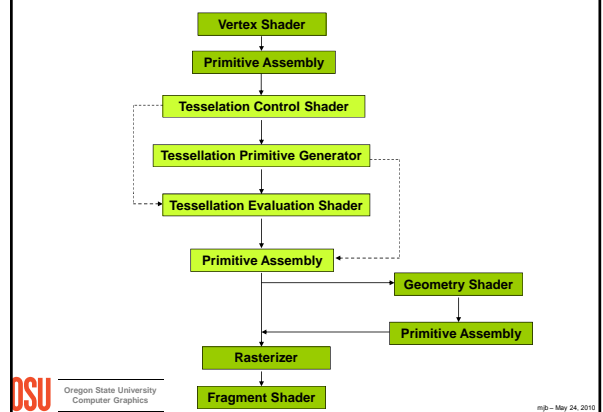 Vertex Shader
Primitive Assembly
Tesselation Control Shader
Tessellation Primitive Generator
Tessellation Evaluation Shader
Primitive Assembly
Geometry Shader
Primitive Assembly
Rasterizer
Fragment Shader
OSU
Oregon State University
Computer Graphics
mjb – May 24, 2010